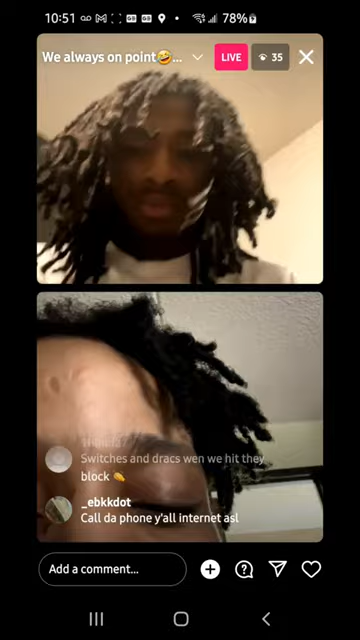 10:51
78%
We always on point🤣...
LIVE
35
Switches and dracs wen we hit they
block
_ebkkdot
Call da phone y'all internet asl
Add a comment...